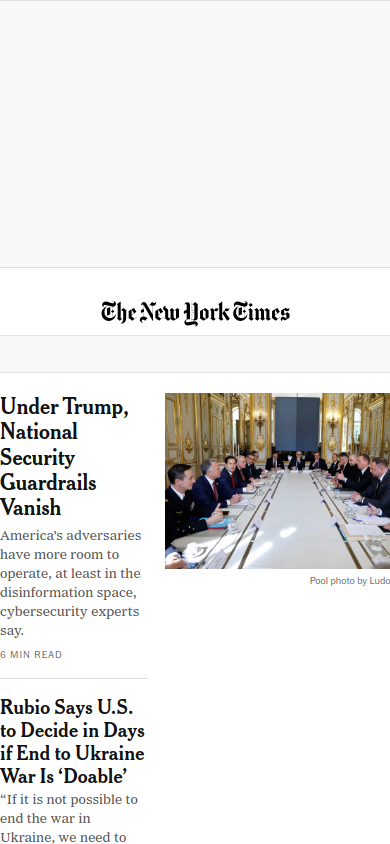 The New York Times
Under Trump,
National
Security
Guardrails
Vanish
America’s adversaries
have more room to
operate, at least in the
disinformation space,
cybersecurity experts
say.
6 MIN READ
Pool photo by Ludo
Rubio Says U.S.
to Decide in Days
if End to Ukraine
War Is ‘Doable’
“If it is not possible to
end the war in
Ukraine, we need to